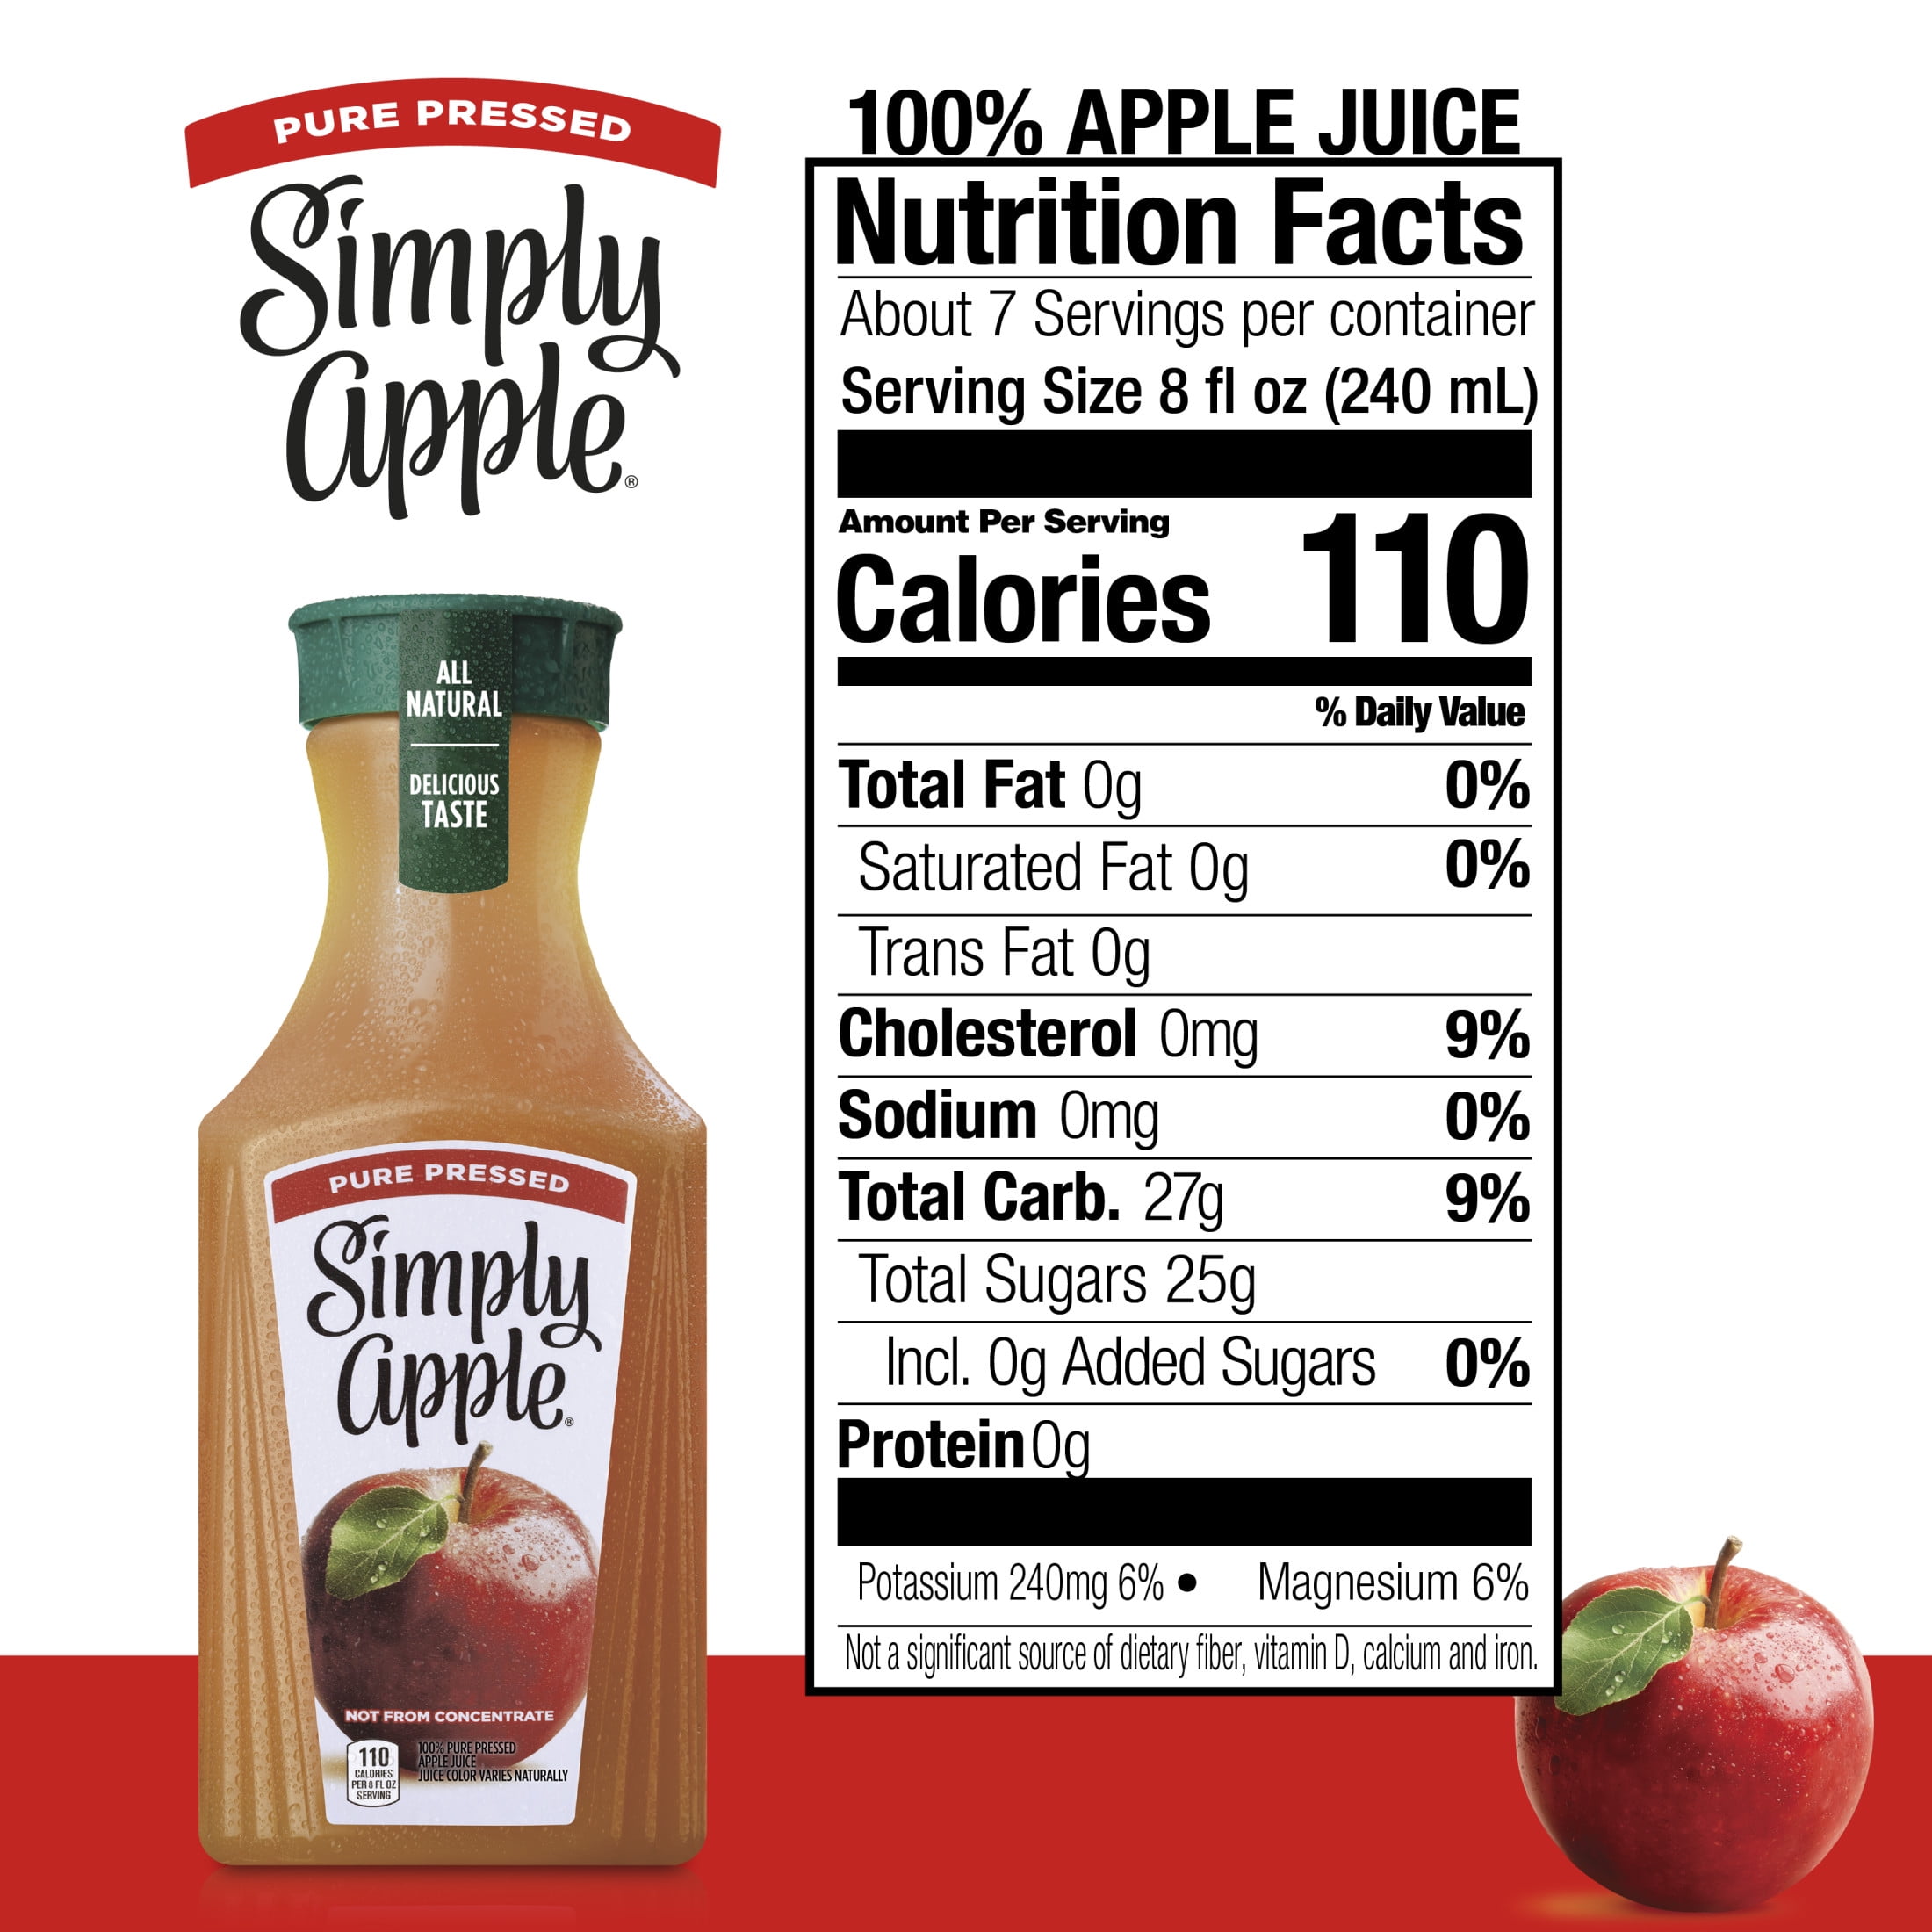 PURE PRESSED
Simply
apple®
ALL
NATURAL
DELICIOUS
TASTE
PURE PRESSED
Simply
apple®
NOT FROM CONCENTRATE
110
CALORIES
PER 8 FL OZ
SERVING
100% PURE PRESSED
APPLE JUICE
JUICE COLOR VARIES NATURALLY
100% APPLE JUICE
Nutrition Facts
About 7 Servings per container
Serving Size 8 fl oz (240 mL)
Amount Per Serving
Calories 110
% Daily Value
Total Fat 0g 0%
Saturated Fat 0g 0%
Trans Fat 0g
Cholesterol 0mg 9%
Sodium 0mg 0%
Total Carb. 27g 9%
Total Sugars 25g
Incl. 0g Added Sugars 0%
Protein 0g
Potassium 240mg 6% • Magnesium 6%
Not a significant source of dietary fiber, vitamin D, calcium and iron.